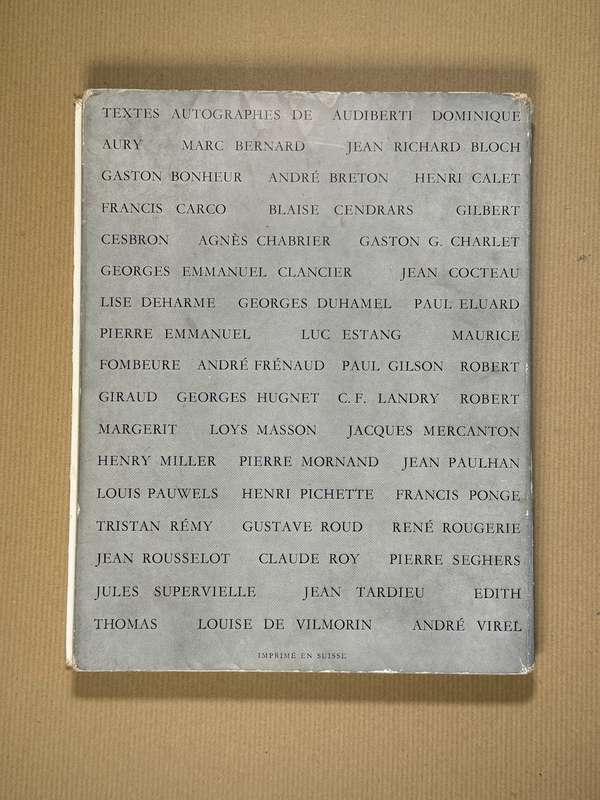 TEXTES AUTOGRAPHES DE AUDIBERTI DOMINIQUE
AURY MARC BERNARD JEAN RICHARD BLOCH
GASTON BONHEUR ANDRÉ BRETON HENRI CALET
FRANCIS CARCO BLAISE CENDRARS GILBERT
CESBRON AGNÈS CHABRIER GASTON G. CHARLET
GEORGES EMMANUEL CLANCIER JEAN COCTEAU
LISE DEHARME GEORGES DUHAMEL PAUL ELUARD
PIERRE EMMANUEL LUC ESTANG MAURICE
FOMBEURE ANDRÉ FRÉNAUD PAUL GILSON ROBERT
GIRAUD GEORGES HUGNET C. F. LANDRY ROBERT
MARGERIT LOYS MASSON JACQUES MERCANTON
HENRY MILLER PIERRE MORNAND JEAN PAULHAN
LOUIS PAUWELS HENRI PICHETTE FRANCIS PONGE
TRISTAN RÉMY GUSTAVE ROUD RENÉ ROUGERIE
JEAN ROUSSELOT CLAUDE ROY PIERRE SEGHERS
JULES SUPERVIELLE JEAN TARDIEU EDITH
THOMAS LOUISE DE VILMORIN ANDRÉ VIREL
IMPRIMÉ EN SUISSE